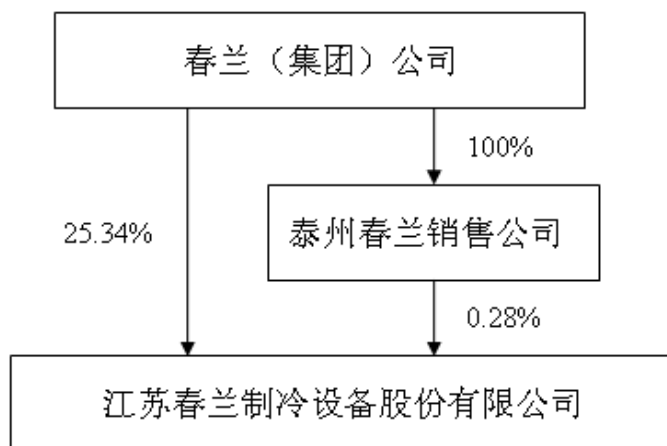 春兰（集团）公司
100%
25.34%
泰州春兰销售公司
0.28%
江苏春兰制冷设备股份有限公司